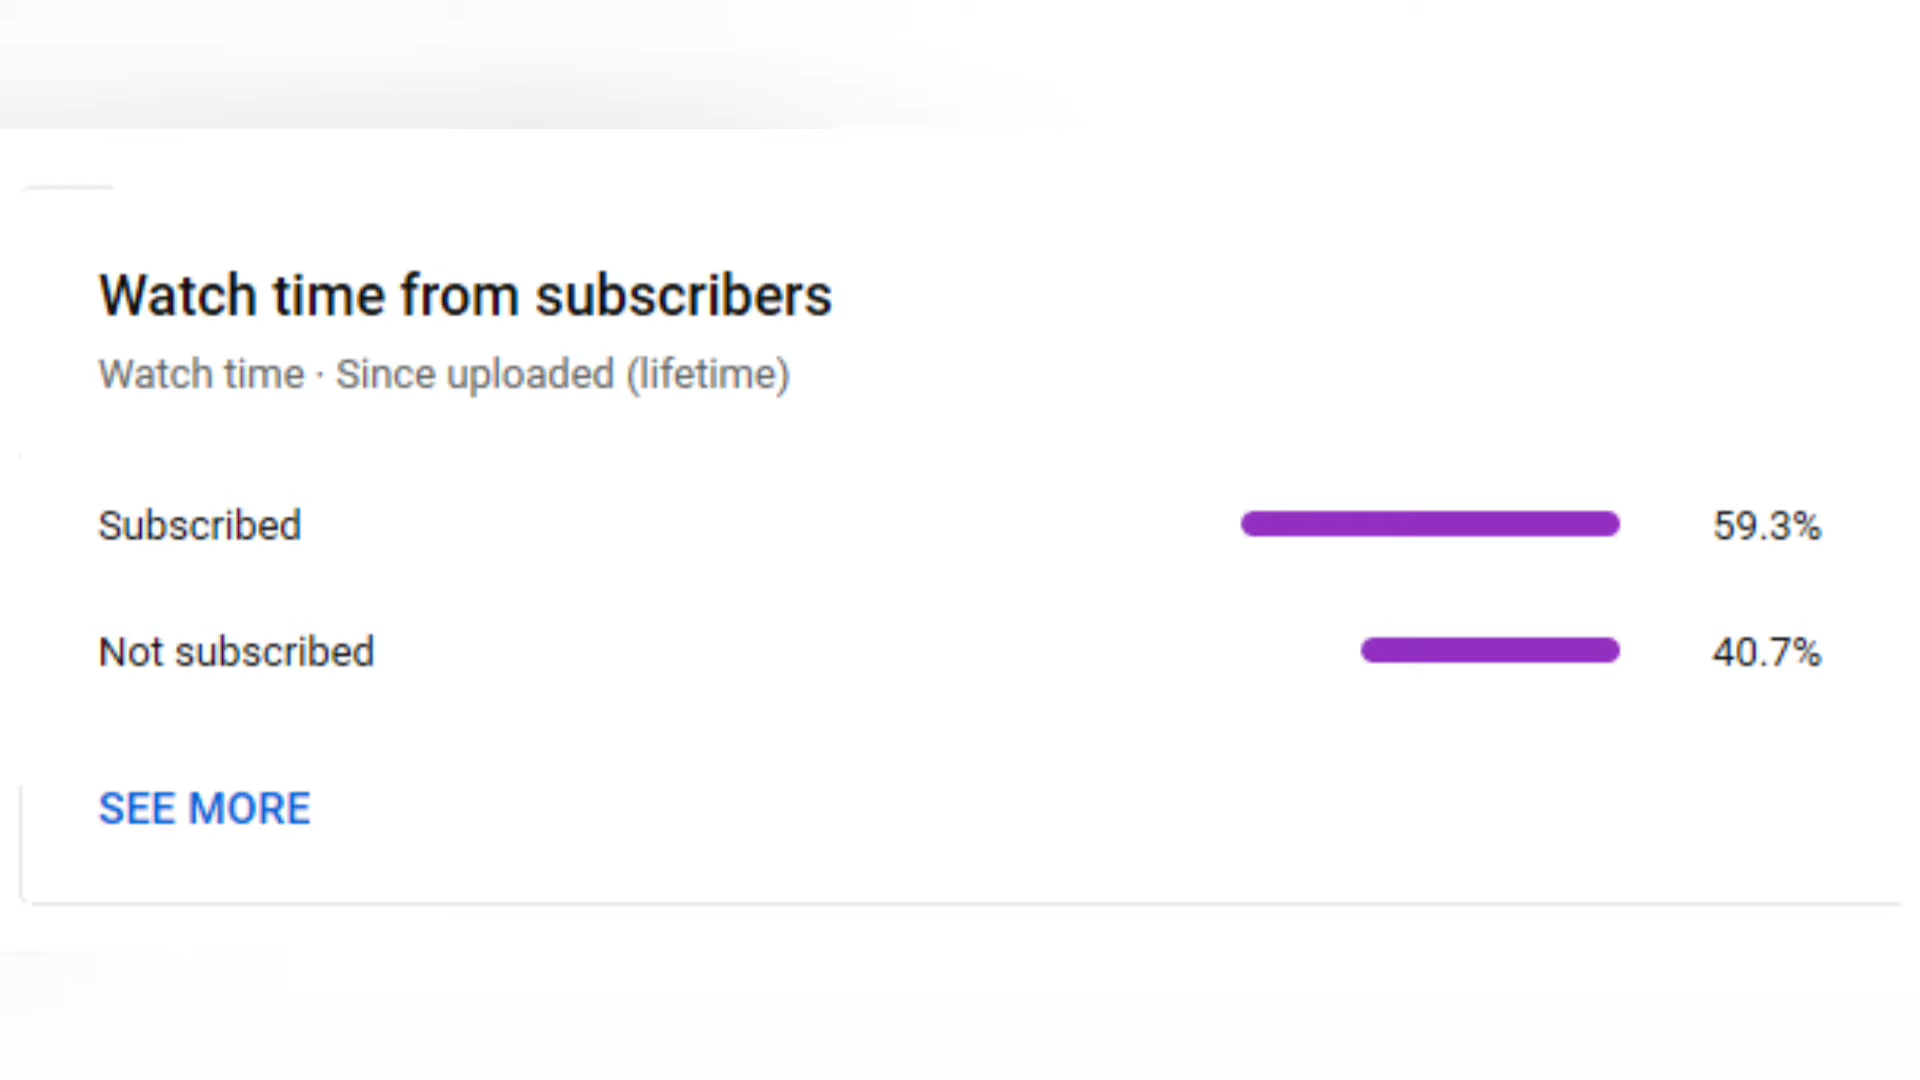 Watch time from subscribers
Watch time · Since uploaded (lifetime)
Subscribed 59.3%
Not subscribed 40.7%
SEE MORE